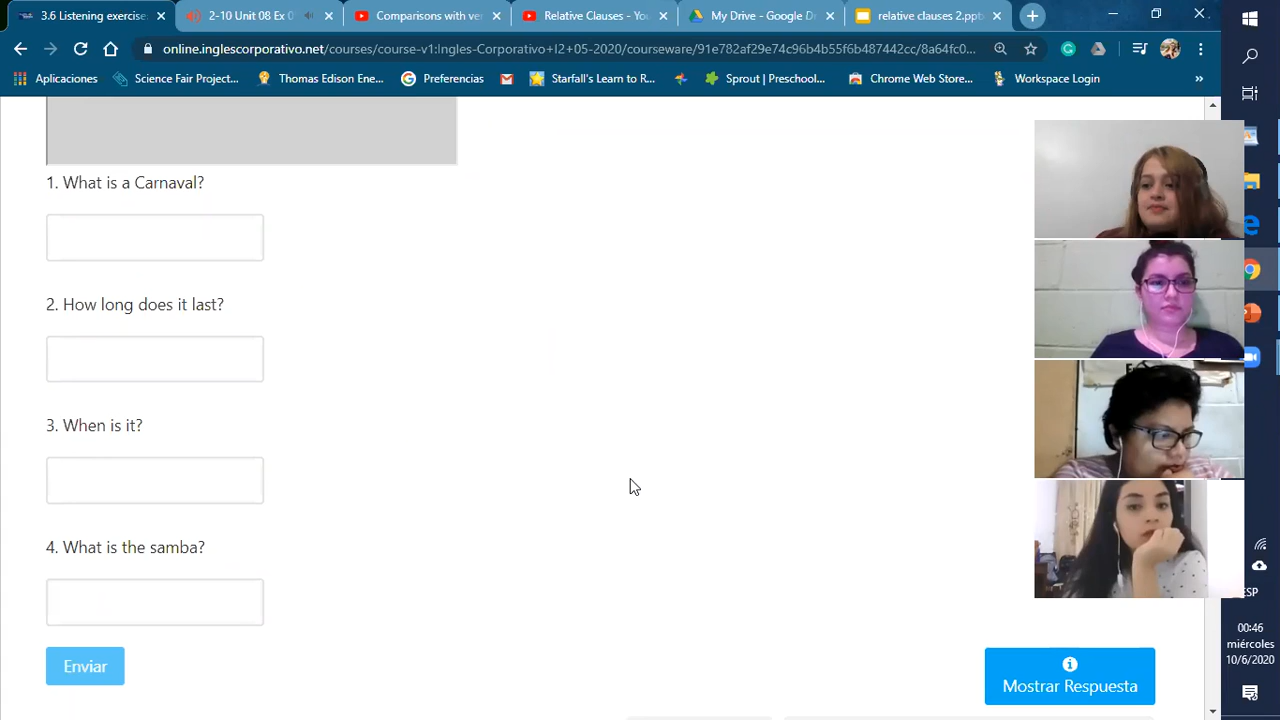 3.6 Listening exercise
2-10 Unit 08 Ex 0
Comparisons with ve
Relative Clauses - You
My Drive - Google D
relative clauses 2.ppt
online.inglescorporativo.net/courses/course-v1:Ingles-Corporativo+I2+05-2020/courseware/91e782af29e74c96b4b55f6b487442cc/8a64fc0...
Aplicaciones
Science Fair Project...
Thomas Edison Ene...
Preferencias
Starfall's Learn to R...
Sprout | Preschool...
Chrome Web Store...
Workspace Login
»
1. What is a Carnaval?
2. How long does it last?
3. When is it?
4. What is the samba?
Enviar
Mostrar Respuesta
ESP
00:46
miércoles
10/6/2020